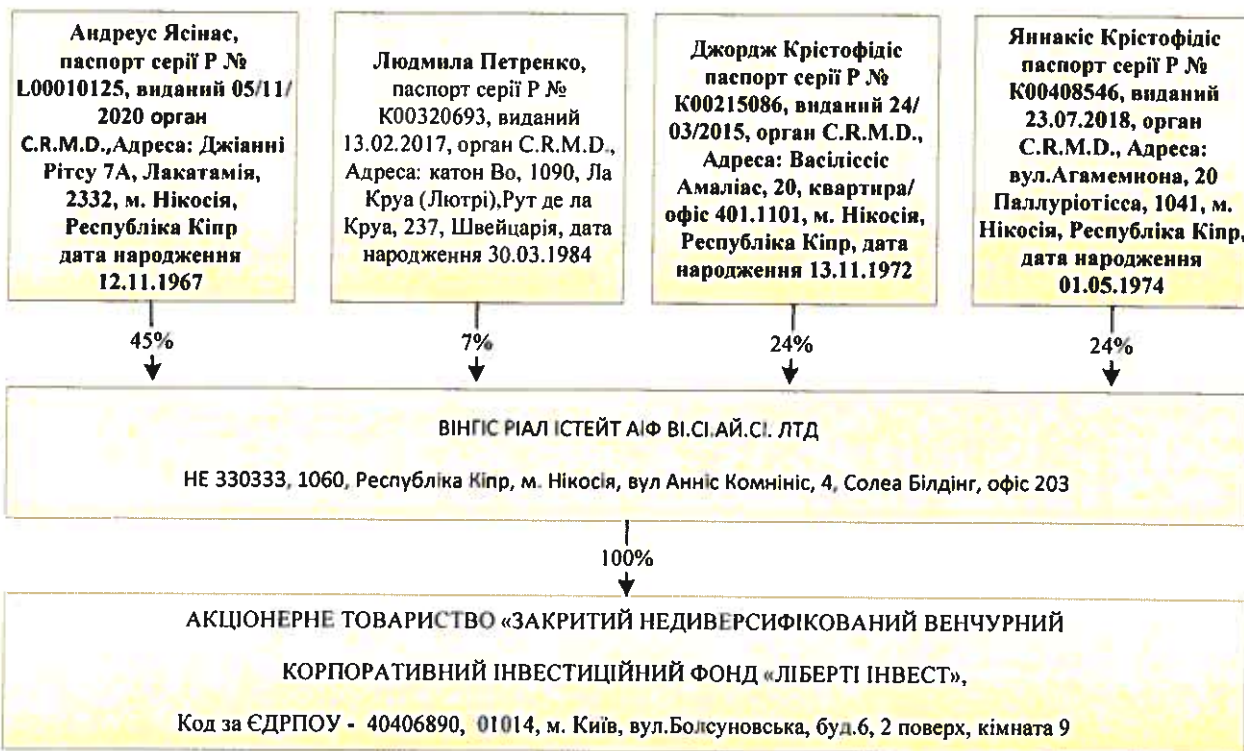 Андреус Ясінас,
паспорт серії Р №
L00010125, виданий 05/11/
2020 орган
C.R.M.D.,Адреса: Джіанні
Рітсу 7А, Лакатамія,
2332, м. Нікосія,
Республіка Кіпр
дата народження
12.11.1967
Людмила Петренко,
паспорт серії Р №
K00320693, виданий
13.02.2017, орган C.R.M.D.,
Адреса: катон Во, 1090, Ла
Круа (Лютрі),Рут де ла
Круа, 237, Швейцарія, дата
народження 30.03.1984
Джордж Крістофідіс
паспорт серії Р №
K00215086, виданий 24/
03/2015, орган C.R.M.D.,
Адреса: Васіліссіс
Амаліас, 20, квартира/
офіс 401.1101, м. Нікосія,
Республіка Кіпр, дата
народження 13.11.1972
Яннакіс Крістофідіс
паспорт серії Р №
K00408546, виданий
23.07.2018, орган
C.R.M.D., Адреса:
вул.Агамемнона, 20
Паллуріотісса, 1041, м.
Нікосія, Республіка Кіпр,
дата народження
01.05.1974
45%
7%
24%
24%
ВІНГІС РІАЛ ІСТЕЙТ АІФ ВІ.СІ.АЙ.СІ. ЛТД
НЕ 330333, 1060, Республіка Кіпр, м. Нікосія, вул Анніс Комнініс, 4, Солеа Білдінг, офіс 203
100%
АКЦІОНЕРНЕ ТОВАРИСТВО «ЗАКРИТИЙ НЕДИВЕРСИФІКОВАНИЙ ВЕНЧУРНИЙ
КОРПОРАТИВНИЙ ІНВЕСТИЦІЙНИЙ ФОНД «ЛІБЕРТІ ІНВЕСТ»,
Код за ЄДРПОУ - 40406890, 01014, м. Київ, вул.Болсуновська, буд.6, 2 поверх, кімната 9